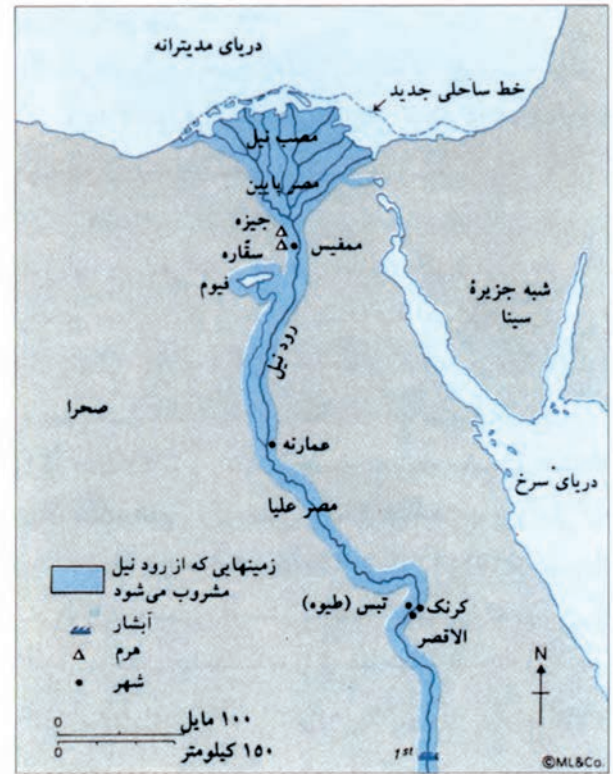 دریای مدیترانه
خط ساحلی جدید
مصب نیل
مصر پایین
جیزه
ممفیس
سقّاره
فیوم
شبه جزیرهٔ
سینا
رود نیل
صحرا
عمارنه
دریای سرخ
مصر علیا
زمینهایی که از رود نیل
مشروب می‌شود
آبشار
هرم
شهر
تبس (طیوه)
کرنک
الاقصر
N
0
۱۰۰ مایل
0
۱۵۰ کیلومتر
1st
©ML&Co.